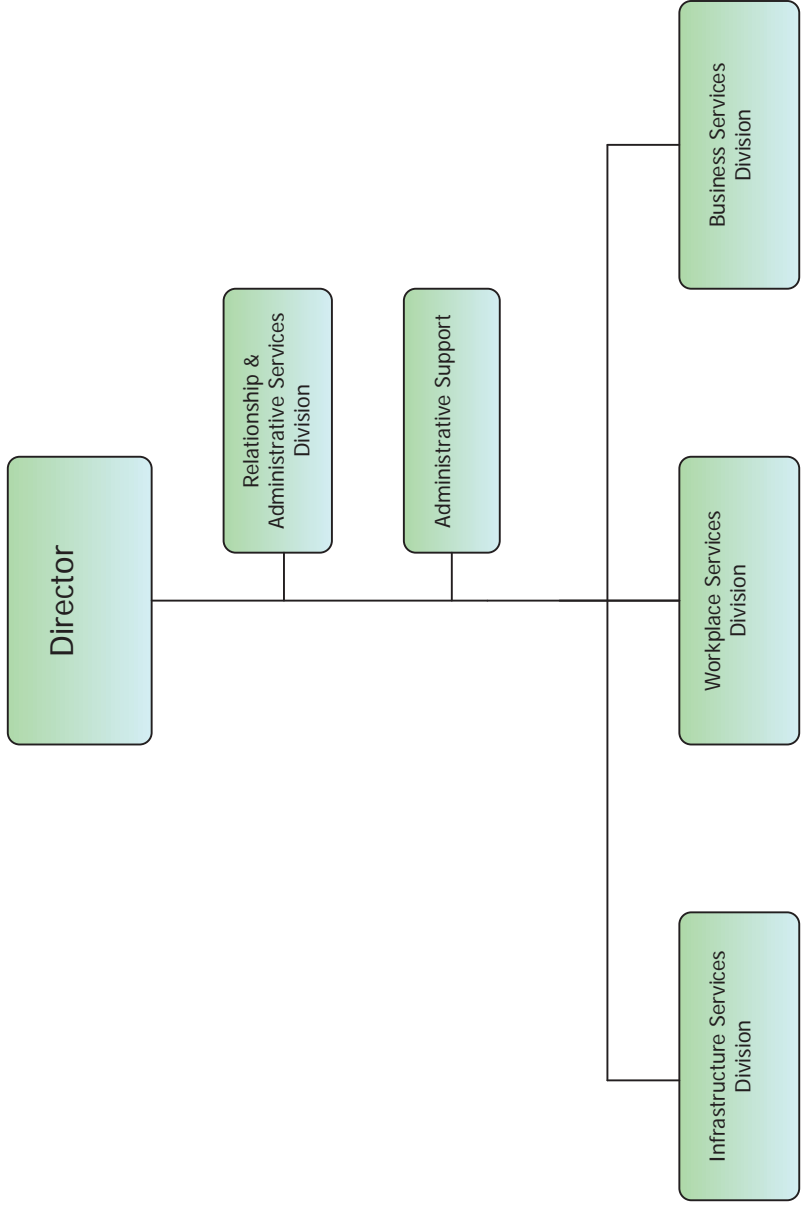 Director
Relationship &
Administrative Services
Division
Administrative Support
Infrastructure Services
Division
Workplace Services
Division
Business Services
Division